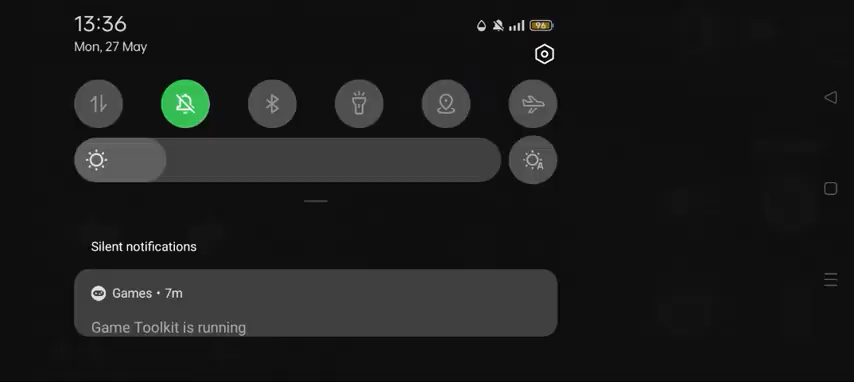 13:36
96
Mon, 27 May
A
Silent notifications
Games • 7m
Game Toolkit is running